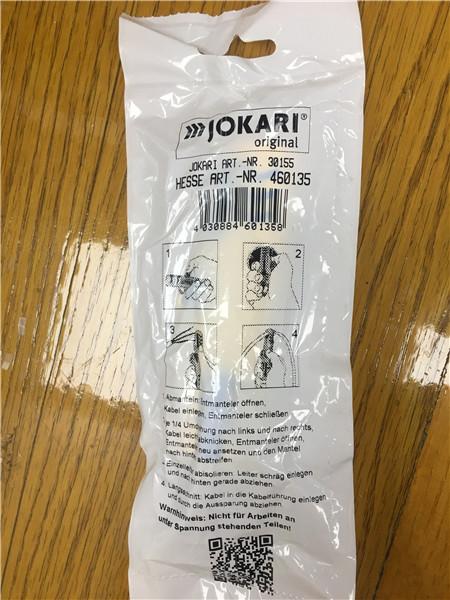 JOKARI®
original
JOKARI ART.-NR. 30155
HESSE ART.-NR. 460135
4 030884 601358
1 2
3 4
Abmanteln: Entmanteler öffnen,
Kabel einlegen, Entmanteler schließen
je 1/4 Umdrehung nach links und nach rechts,
Kabel leicht abknicken, Entmanteler öffnen,
Entmanteler neu ansetzen und den Mantel
nach hinten abstreifen
Einzelleiter abisolieren: Leiter schräg einlegen
und nach hinten gerade abziehen.
4. Längsschnitt: Kabel in die Kabelführung einlegen
und durch die Aussparung abziehen.
Warnhinweis: Nicht für Arbeiten an
unter Spannung stehenden Teilen!